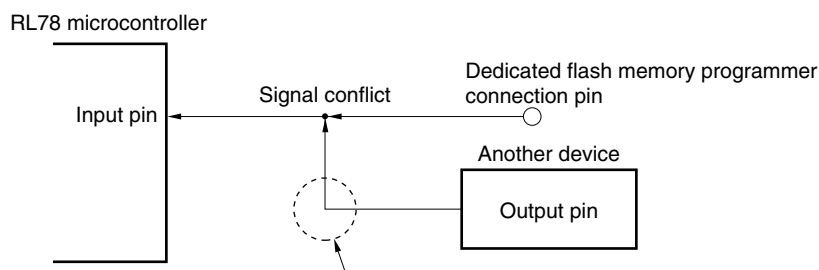 RL78 microcontroller
Dedicated flash memory programmer
connection pin
Signal conflict
Input pin
Another device
Output pin